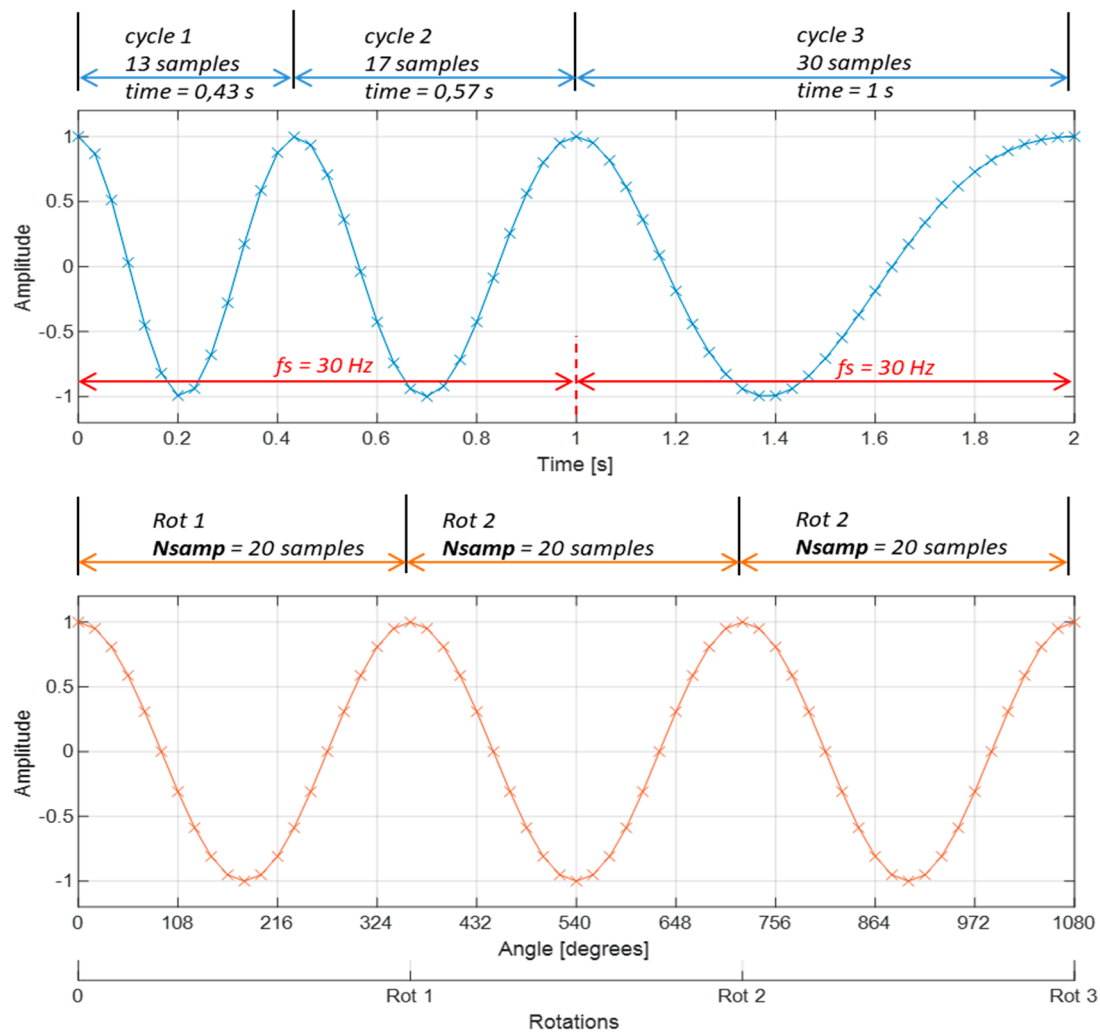 cycle 1
13 samples
time = 0,43 s
cycle 2
17 samples
time = 0,57 s
cycle 3
30 samples
time = 1 s
1
0.5
0
-0.5
-1
Amplitude
fs = 30 Hz
fs = 30 Hz
0 0.2 0.4 0.6 0.8 1 1.2 1.4 1.6 1.8 2
Time [s]
Rot 1
Nsamp = 20 samples
Rot 2
Nsamp = 20 samples
Rot 2
Nsamp = 20 samples
1
0.5
0
-0.5
-1
Amplitude
0 108 216 324 432 540 648 756 864 972 1080
Angle [degrees]
0 Rot 1 Rot 2 Rot 3
Rotations